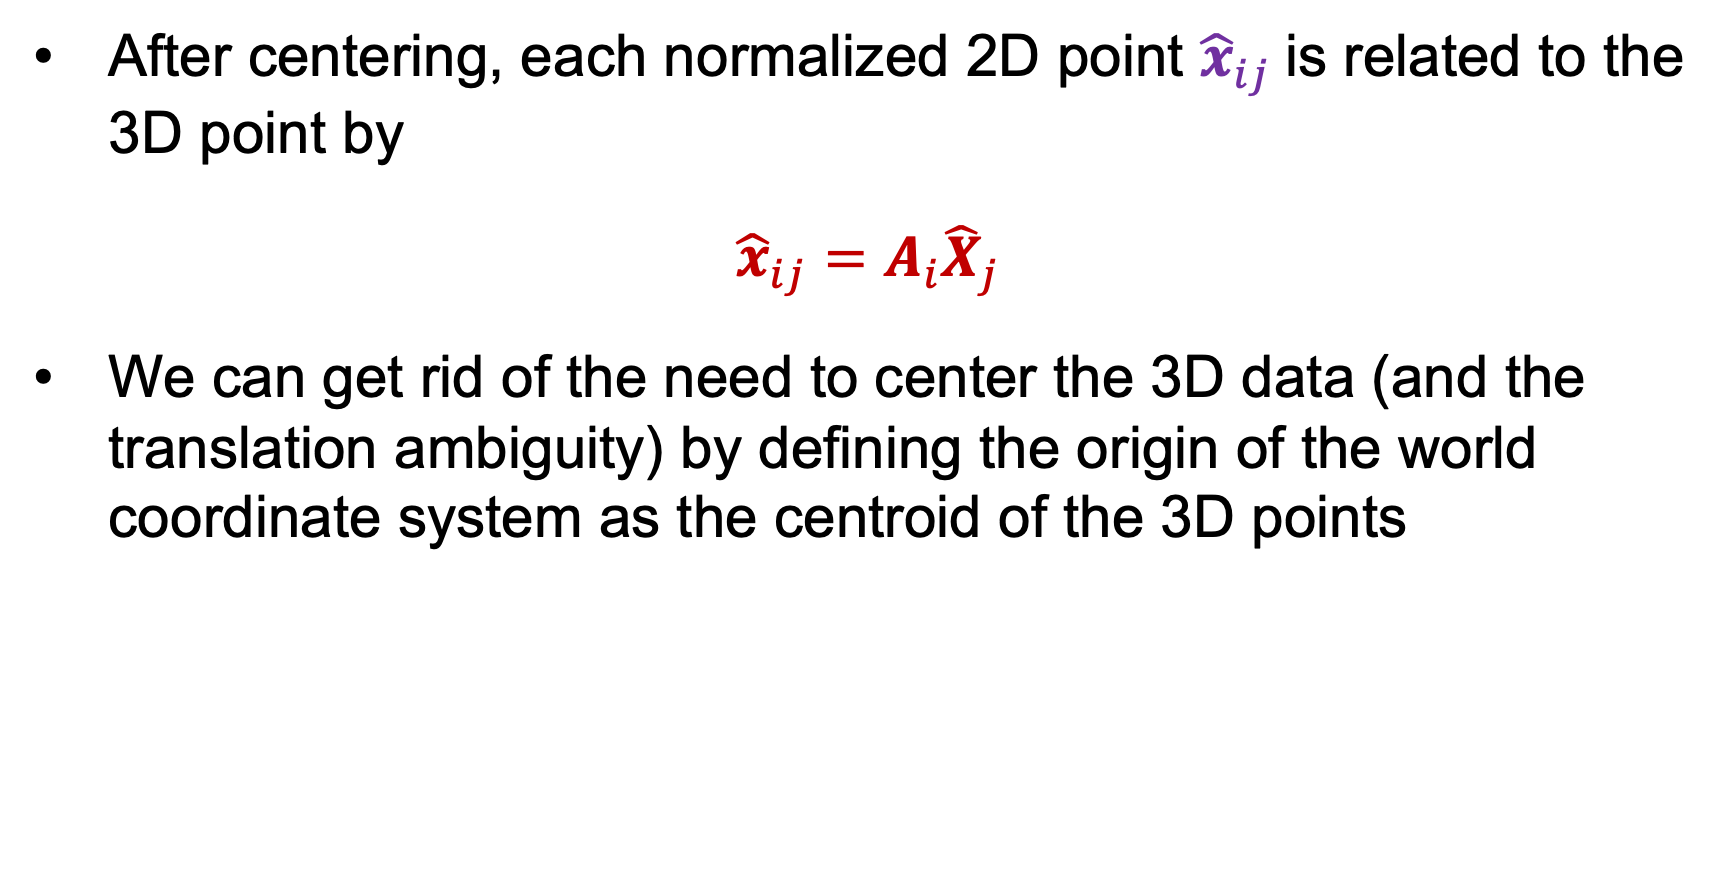 • After centering, each normalized 2D point x̂ᵢⱼ is related to the
3D point by
x̂ᵢⱼ = AᵢX̂ⱼ
• We can get rid of the need to center the 3D data (and the
translation ambiguity) by defining the origin of the world
coordinate system as the centroid of the 3D points